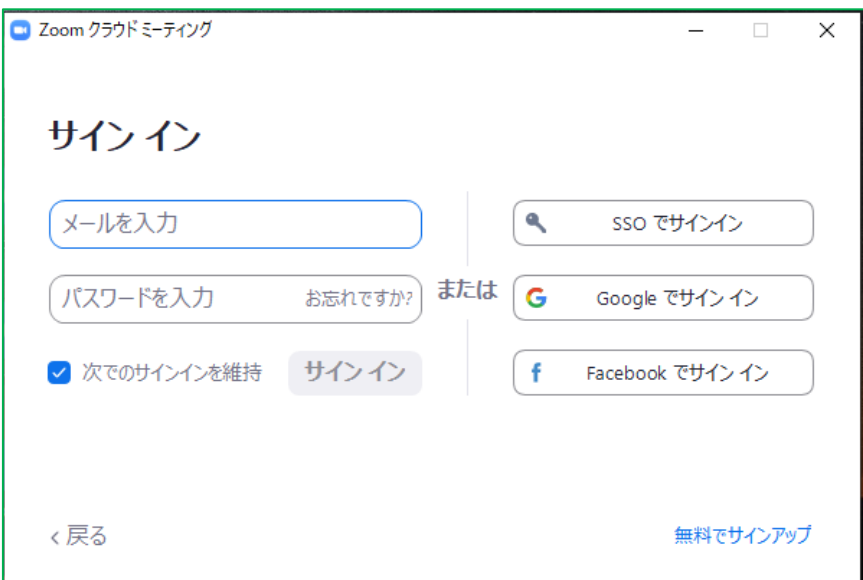 Zoom クラウド ミーティング
サイン イン
メールを入力
パスワードを入力 お忘れですか?
次でのサインインを維持 サイン イン
または
SSO でサインイン
Google でサイン イン
Facebook でサイン イン
戻る
無料でサインアップ